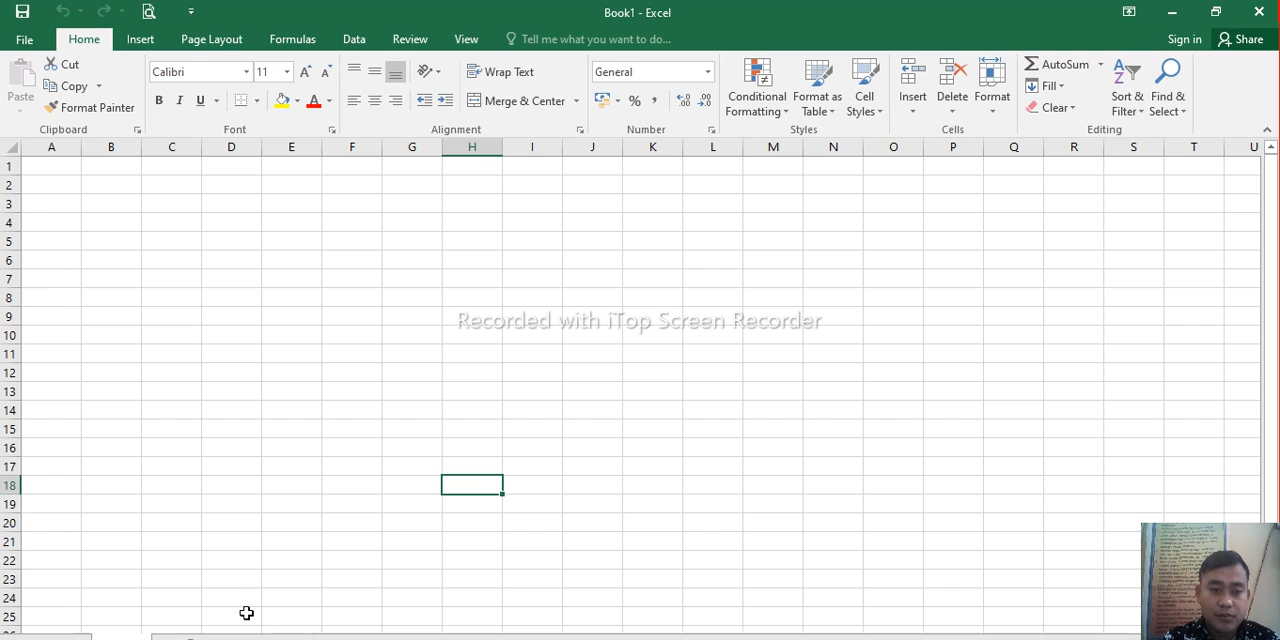 Book1 - Excel
File Home Insert Page Layout Formulas Data Review View Tell me what you want to do... Sign in Share
Paste Cut Copy Format Painter Clipboard
Calibri 11 A A B I U A Font
Wrap Text Merge & Center Alignment
General % , .0 .00 .00 .0 Number
Conditional Formatting Format as Table Cell Styles Styles
Insert Delete Format Cells
AutoSum Fill Clear Sort & Filter Find & Select Editing
A B C D E F G H I J K L M N O P Q R S T U
1
2
3
4
5
6
7
8
9
Recorded with iTop Screen Recorder
10
11
12
13
14
15
16
17
18
19
20
21
22
23
24
25